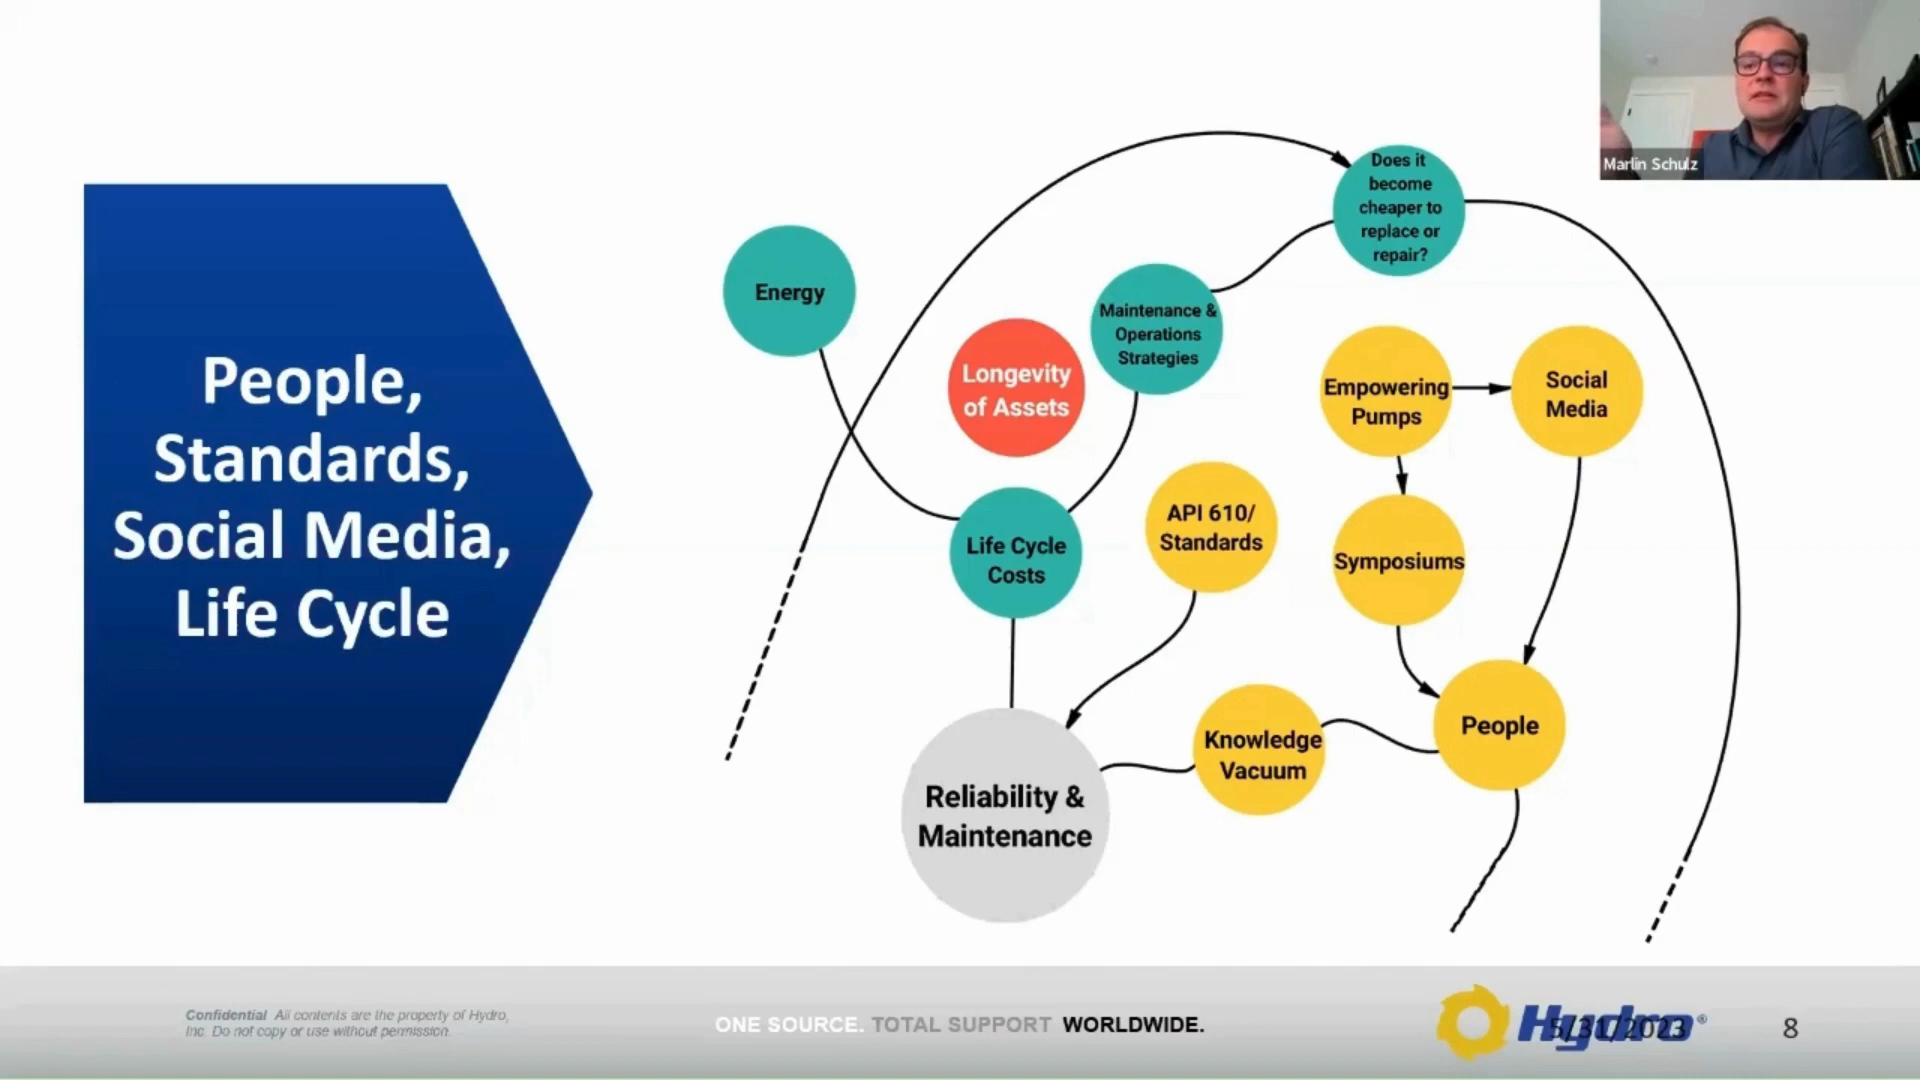 Marlin Schulz
People,
Standards,
Social Media,
Life Cycle
Does it
become
cheaper to
replace or
repair?
Energy
Maintenance &
Operations
Strategies
Longevity
of Assets
Empowering
Pumps
Social
Media
API 610/
Standards
Life Cycle
Costs
Symposiums
People
Knowledge
Vacuum
Reliability &
Maintenance
Confidential All contents are the property of Hydro,
Inc. Do not copy or use without permission.
ONE SOURCE. TOTAL SUPPORT WORLDWIDE.
Hydro®
5/31/2023
8